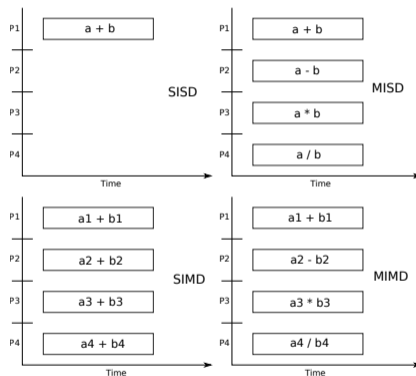 P1
a + b
P2
P3
P4
SISD
Time
P1
a + b
P2
a - b
P3
a * b
P4
a / b
MISD
Time
P1
a1 + b1
P2
a2 + b2
P3
a3 + b3
P4
a4 + b4
SIMD
Time
P1
a1 + b1
P2
a2 - b2
P3
a3 * b3
P4
a4 / b4
MIMD
Time